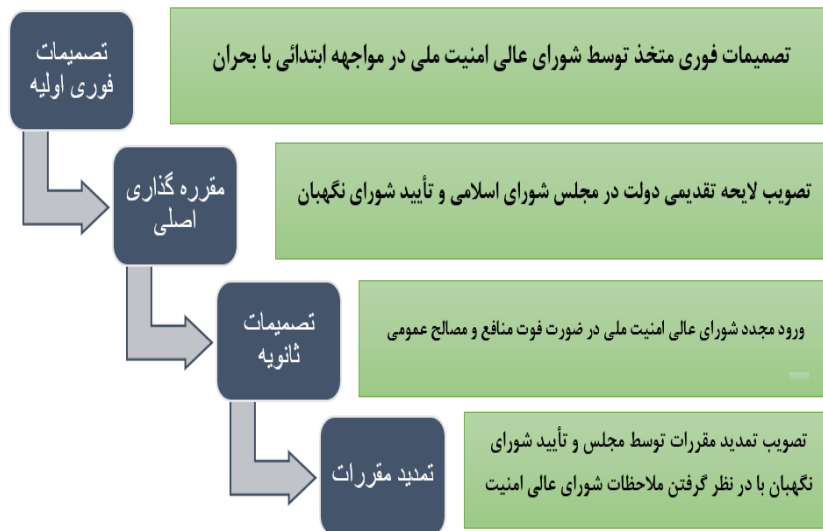 تصمیمات
فوری اولیه
تصمیمات فوری متخذ توسط شورای عالی امنیت ملی در مواجهه ابتدائی با بحران
مقرره گذاری
اصلی
تصویب لایحه تقدیمی دولت در مجلس شورای اسلامی و تأیید شورای نگهبان
تصمیمات
ثانویه
ورود مجدد شورای عالی امنیت ملی در صورت فوت منافع و مصالح عمومی
تمدید مقررات
تصویب تمدید مقررات توسط مجلس و تأیید شورای
نگهبان با در نظر گرفتن ملاحظات شورای عالی امنیت